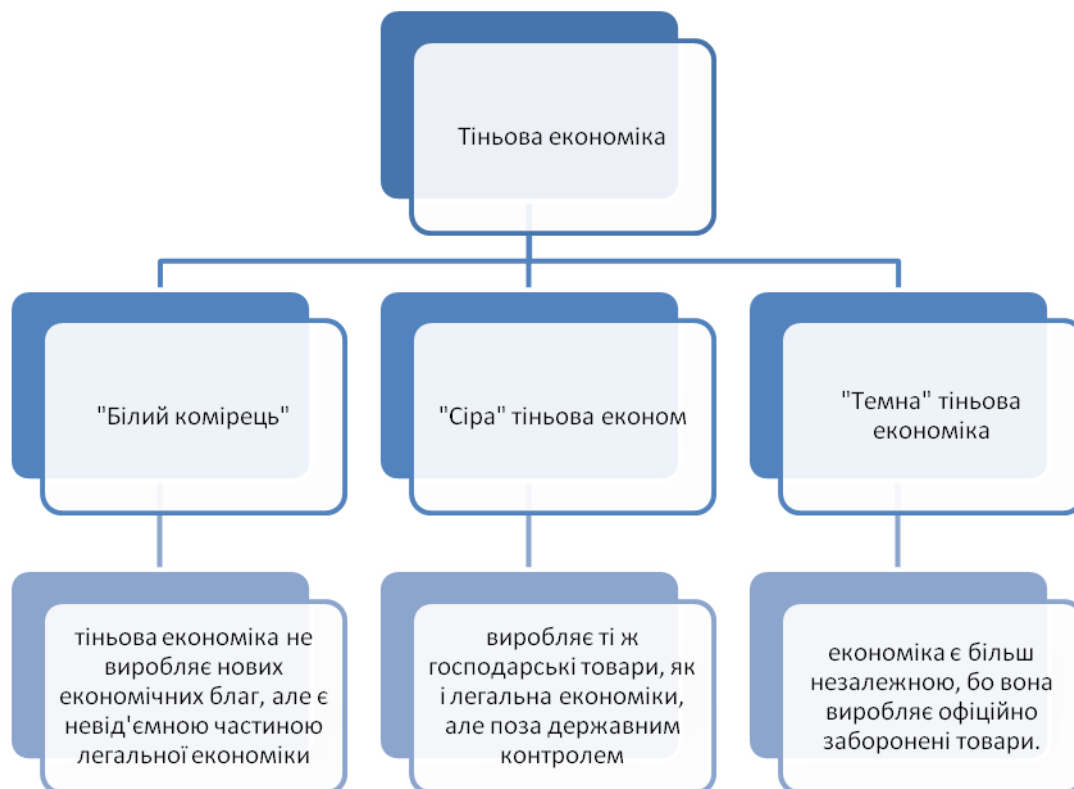 Тіньова економіка
"Білий комірець"
"Сіра" тіньова економ
"Темна" тіньова
економіка
тіньова економіка не
виробляє нових
економічних благ, але є
невід'ємною частиною
легальної економіки
виробляє ті ж
господарські товари, як
і легальна економіки,
але поза державним
контролем
економіка є більш
незалежною, бо вона
виробляє офіційно
заборонені товари.